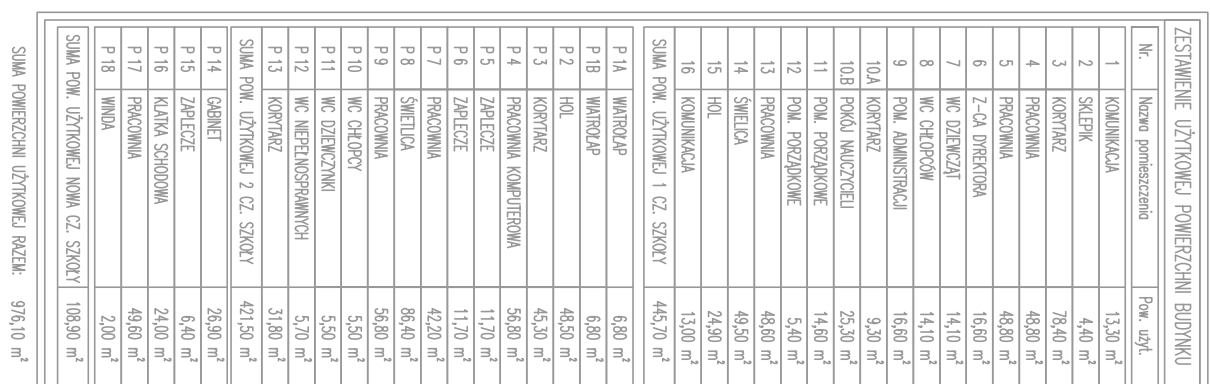 ZESTAWIENIE UŻYTKOWEJ POWIERZCHNI BUDYNKU
Nr. Nazwa pomieszczenia Pow. użyt.
1 KOMUNIKACJA 13,30 m²
2 SKLEPIK 4,40 m²
3 KORYTARZ 78,40 m²
4 PRACOWNIA 48,80 m²
5 PRACOWNIA 48,80 m²
6 Z-CA DYREKTORA 16,60 m²
7 WC DZIEWCZĄT 14,10 m²
8 WC CHŁOPCÓW 14,10 m²
9 POM. ADMINISTRACJI 16,60 m²
10.A KORYTARZ 9,30 m²
10.B POKÓJ NAUCZYCIELI 25,30 m²
11 POM. PORZĄDKOWE 14,60 m²
12 POM. PORZĄDKOWE 5,40 m²
13 PRACOWNIA 48,60 m²
14 ŚWIELICA 49,50 m²
15 HOL 24,90 m²
16 KOMUNIKACJA 13,00 m²
SUMA POW. UŻYTKOWEJ 1 CZ. SZKOŁY 445,70 m²
P 1A WIATROŁAP 6,80 m²
P 1B WIATROŁAP 6,80 m²
P 2 HOL 48,50 m²
P 3 KORYTARZ 45,30 m²
P 4 PRACOWNIA KOMPUTEROWA 56,80 m²
P 5 ZAPLECZE 11,70 m²
P 6 ZAPLECZE 11,70 m²
P 7 PRACOWNIA 42,20 m²
P 8 ŚWIETLICA 86,40 m²
P 9 PRACOWNIA 56,80 m²
P 10 WC CHŁOPCY 5,50 m²
P 11 WC DZIEWCZYNKI 5,50 m²
P 12 WC NIEPEŁNOSPRAWNYCH 5,70 m²
P 13 KORYTARZ 31,80 m²
SUMA POW. UŻYTKOWEJ 2 CZ. SZKOŁY 421,50 m²
P 14 GABINET 26,90 m²
P 15 ZAPLECZE 6,40 m²
P 16 KLATKA SCHODOWA 24,00 m²
P 17 PRACOWNIA 49,60 m²
P 18 WINDA 2,00 m²
SUMA POW. UŻYTKOWEJ NOWA CZ. SZKOŁY 108,90 m²
SUMA POWIERZCHNI UŻYTKOWEJ RAZEM: 976,10 m²